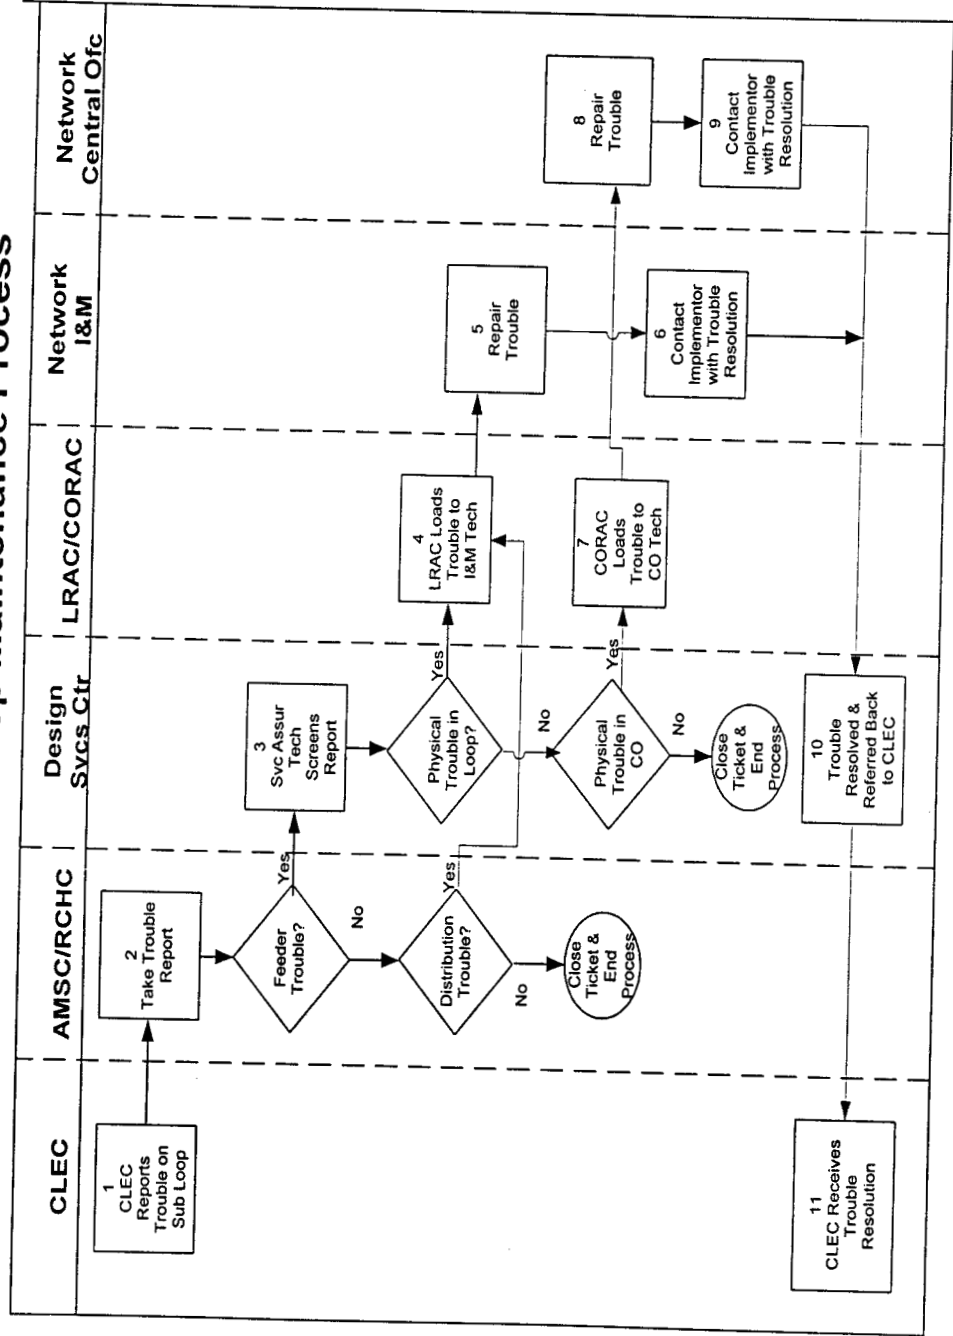 Maintenance Process
CLEC
AMSC/RCHC
Design
Svcs Ctr
LRAC/CORAC
Network
I&M
Network
Central Ofc
1
CLEC
Reports
Trouble on
Sub Loop
2
Take Trouble
Report
Feeder
Trouble?
Yes
No
Distribution
Trouble?
Yes
No
Close
Ticket &
End
Process
3
Svc Assur
Tech
Screens
Report
Physical
Trouble in
Loop?
Yes
No
Physical
Trouble in
CO
Yes
No
Close
Ticket &
End
Process
4
LRAC Loads
Trouble to
I&M Tech
5
Repair
Trouble
6
Contact
Implementor
with Trouble
Resolution
7
CORAC
Loads
Trouble to
CO Tech
8
Repair
Trouble
9
Contact
Implementor
with Trouble
Resolution
10
Trouble
Resolved &
Referred Back
to CLEC
11
CLEC Receives
Trouble
Resolution